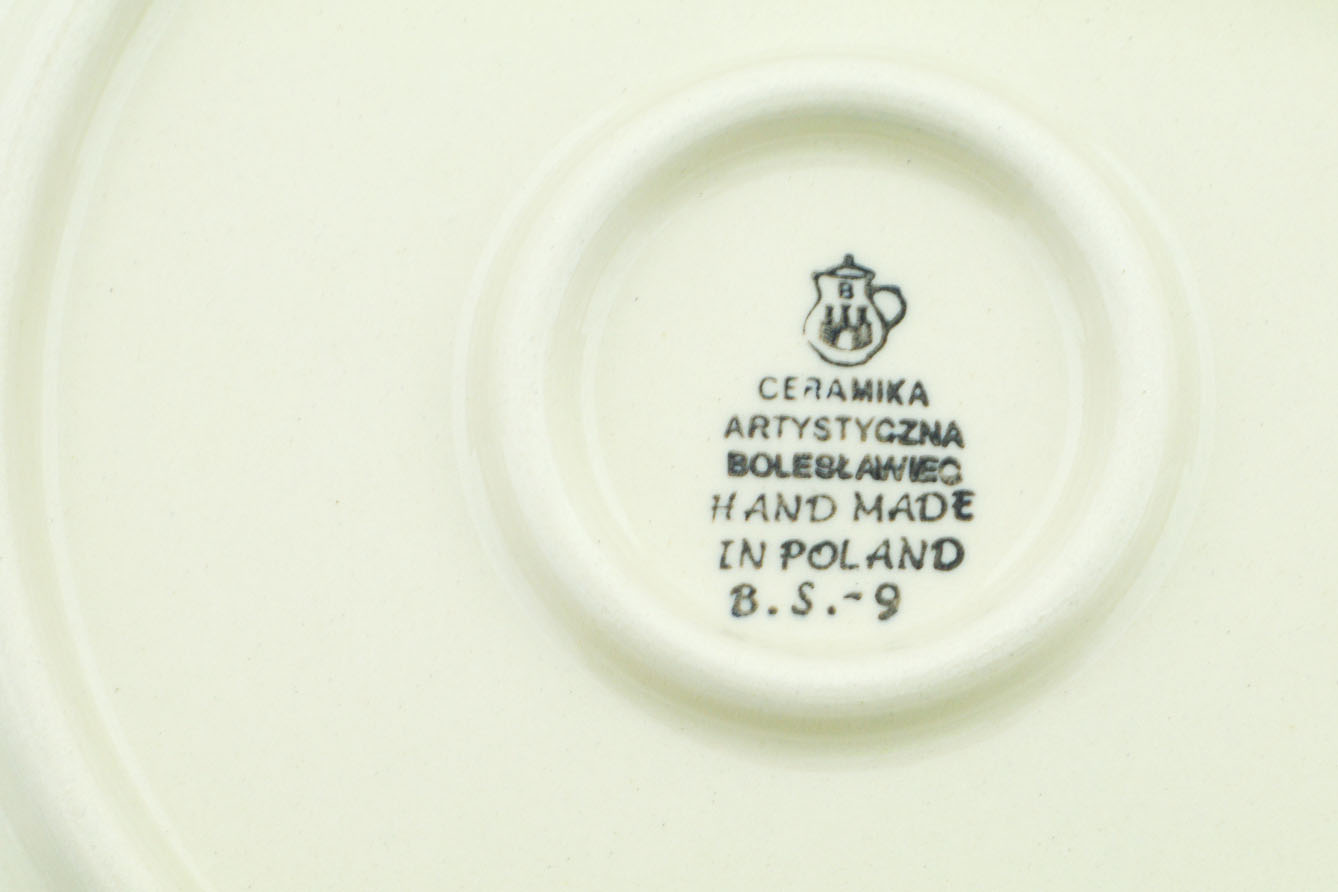 B
CERAMIKA
ARTYSTYCZNA
BOLESŁAWIEC
HAND MADE
IN POLAND
B.S.-9